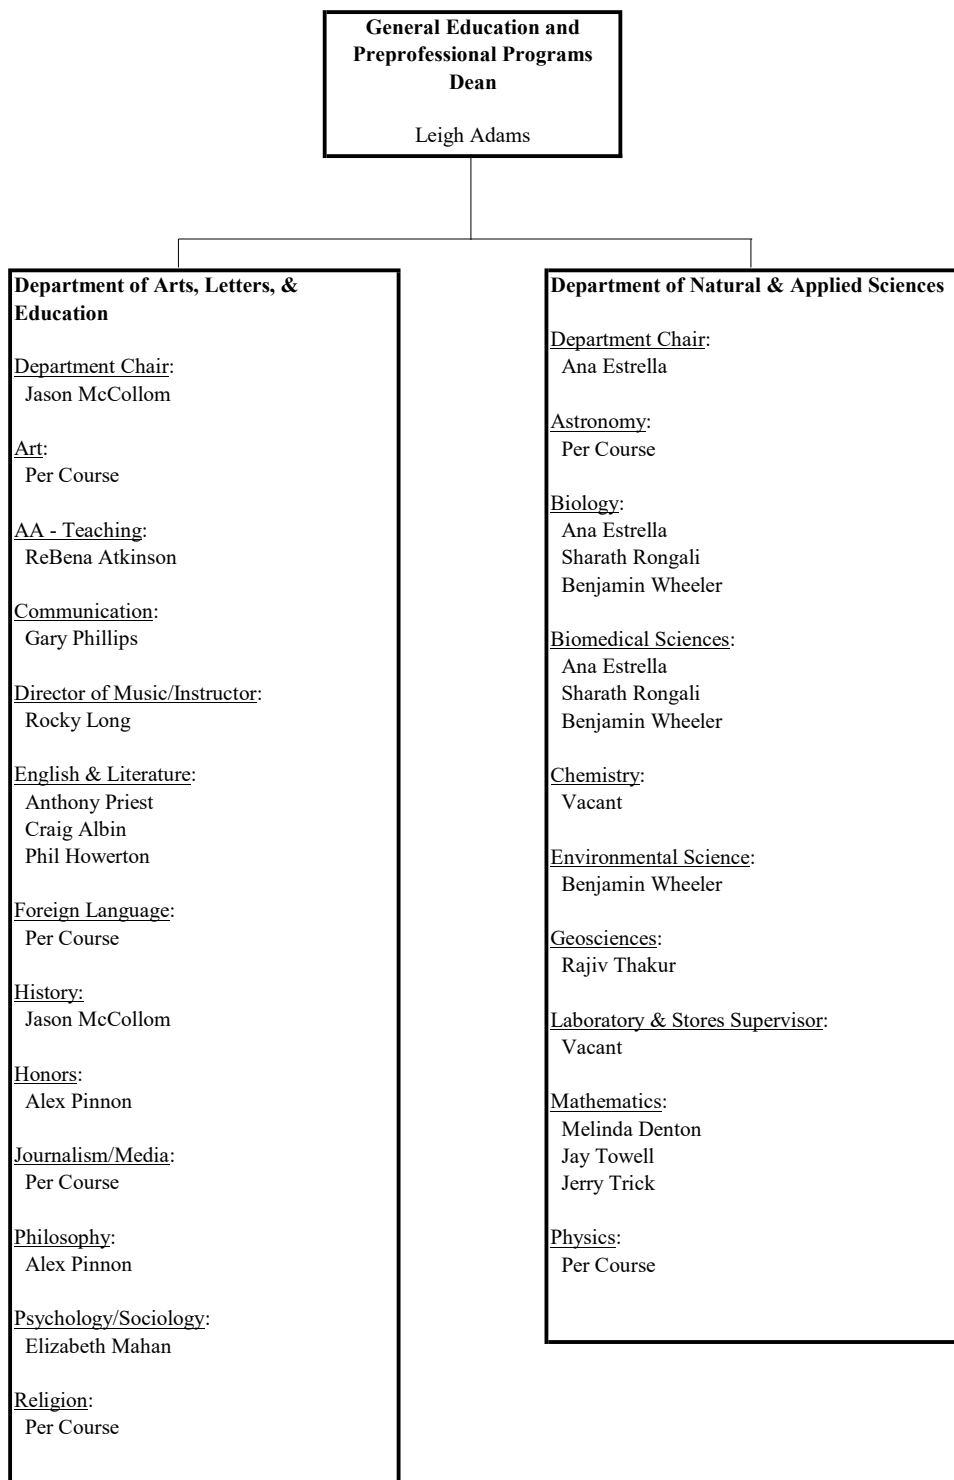 General Education and
Preprofessional Programs
Dean
Leigh Adams
Department of Arts, Letters, &
Education
Department Chair:
Jason McCollom
Art:
Per Course
AA - Teaching:
ReBena Atkinson
Communication:
Gary Phillips
Director of Music/Instructor:
Rocky Long
English & Literature:
Anthony Priest
Craig Albin
Phil Howerton
Foreign Language:
Per Course
History:
Jason McCollom
Honors:
Alex Pinnon
Journalism/Media:
Per Course
Philosophy:
Alex Pinnon
Psychology/Sociology:
Elizabeth Mahan
Religion:
Per Course
Department of Natural & Applied Sciences
Department Chair:
Ana Estrella
Astronomy:
Per Course
Biology:
Ana Estrella
Sharath Rongali
Benjamin Wheeler
Biomedical Sciences:
Ana Estrella
Sharath Rongali
Benjamin Wheeler
Chemistry:
Vacant
Environmental Science:
Benjamin Wheeler
Geosciences:
Rajiv Thakur
Laboratory & Stores Supervisor:
Vacant
Mathematics:
Melinda Denton
Jay Towell
Jerry Trick
Physics:
Per Course